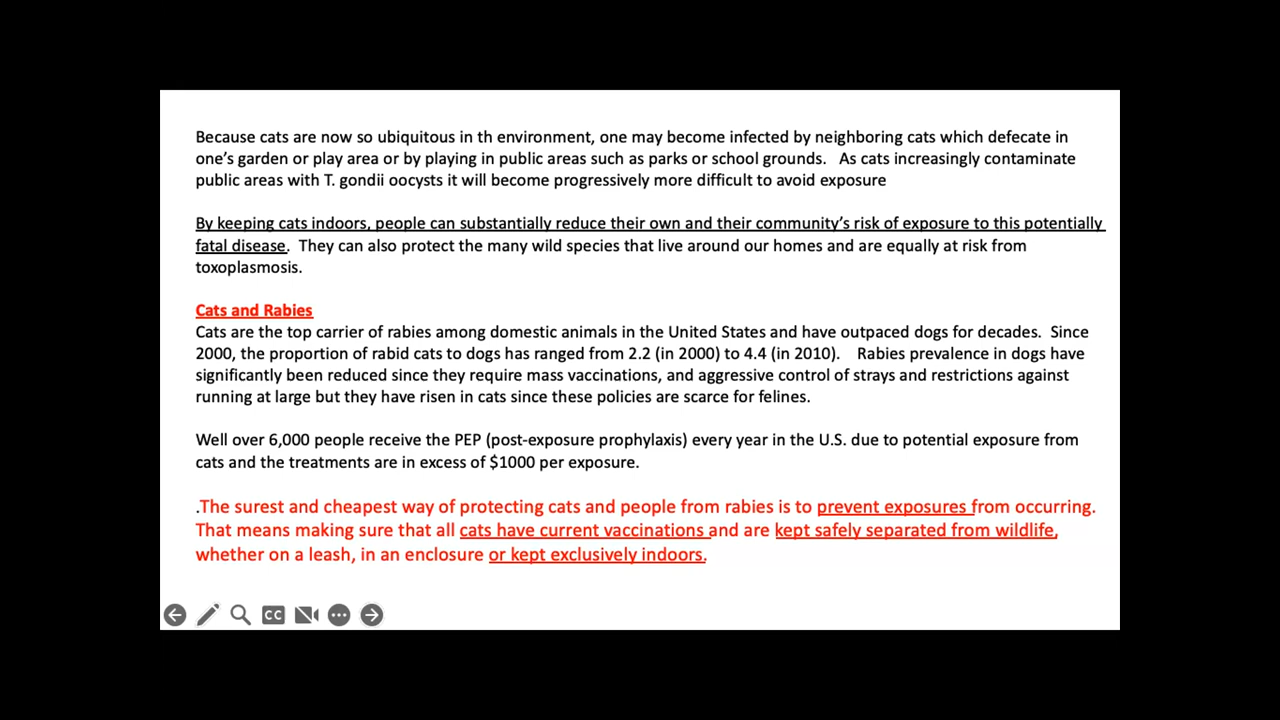 Because cats are now so ubiquitous in th environment, one may become infected by neighboring cats which defecate in
one’s garden or play area or by playing in public areas such as parks or school grounds.   As cats increasingly contaminate
public areas with T. gondii oocysts it will become progressively more difficult to avoid exposure
By keeping cats indoors, people can substantially reduce their own and their community’s risk of exposure to this potentially
fatal disease.  They can also protect the many wild species that live around our homes and are equally at risk from
toxoplasmosis.
Cats and Rabies
Cats are the top carrier of rabies among domestic animals in the United States and have outpaced dogs for decades.  Since
2000, the proportion of rabid cats to dogs has ranged from 2.2 (in 2000) to 4.4 (in 2010).    Rabies prevalence in dogs have
significantly been reduced since they require mass vaccinations, and aggressive control of strays and restrictions against
running at large but they have risen in cats since these policies are scarce for felines.
Well over 6,000 people receive the PEP (post-exposure prophylaxis) every year in the U.S. due to potential exposure from
cats and the treatments are in excess of $1000 per exposure.
.The surest and cheapest way of protecting cats and people from rabies is to prevent exposures from occurring.
That means making sure that all cats have current vaccinations and are kept safely separated from wildlife,
whether on a leash, in an enclosure or kept exclusively indoors.
CC